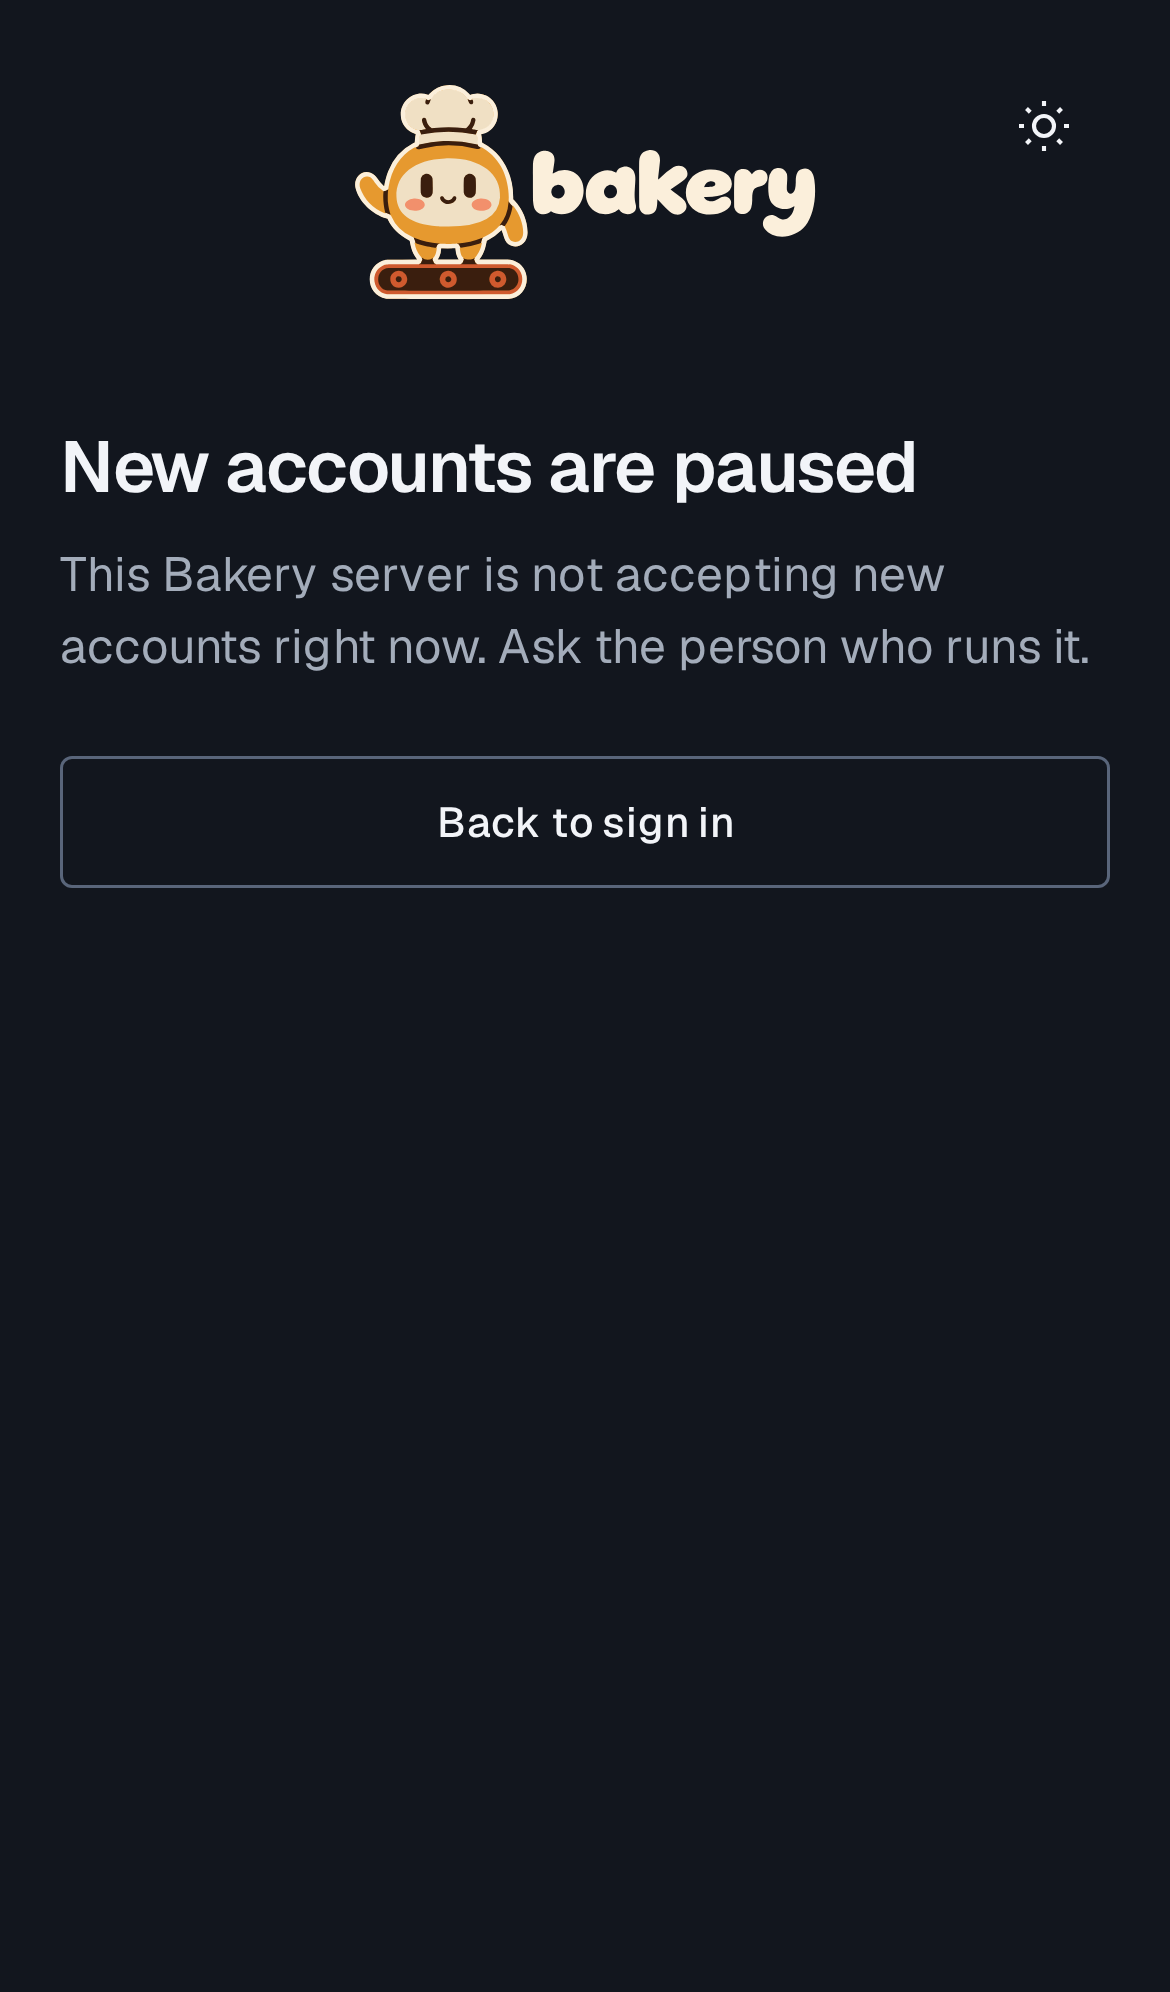 bakery
New accounts are paused
This Bakery server is not accepting new
accounts right now. Ask the person who runs it.
Back to sign in